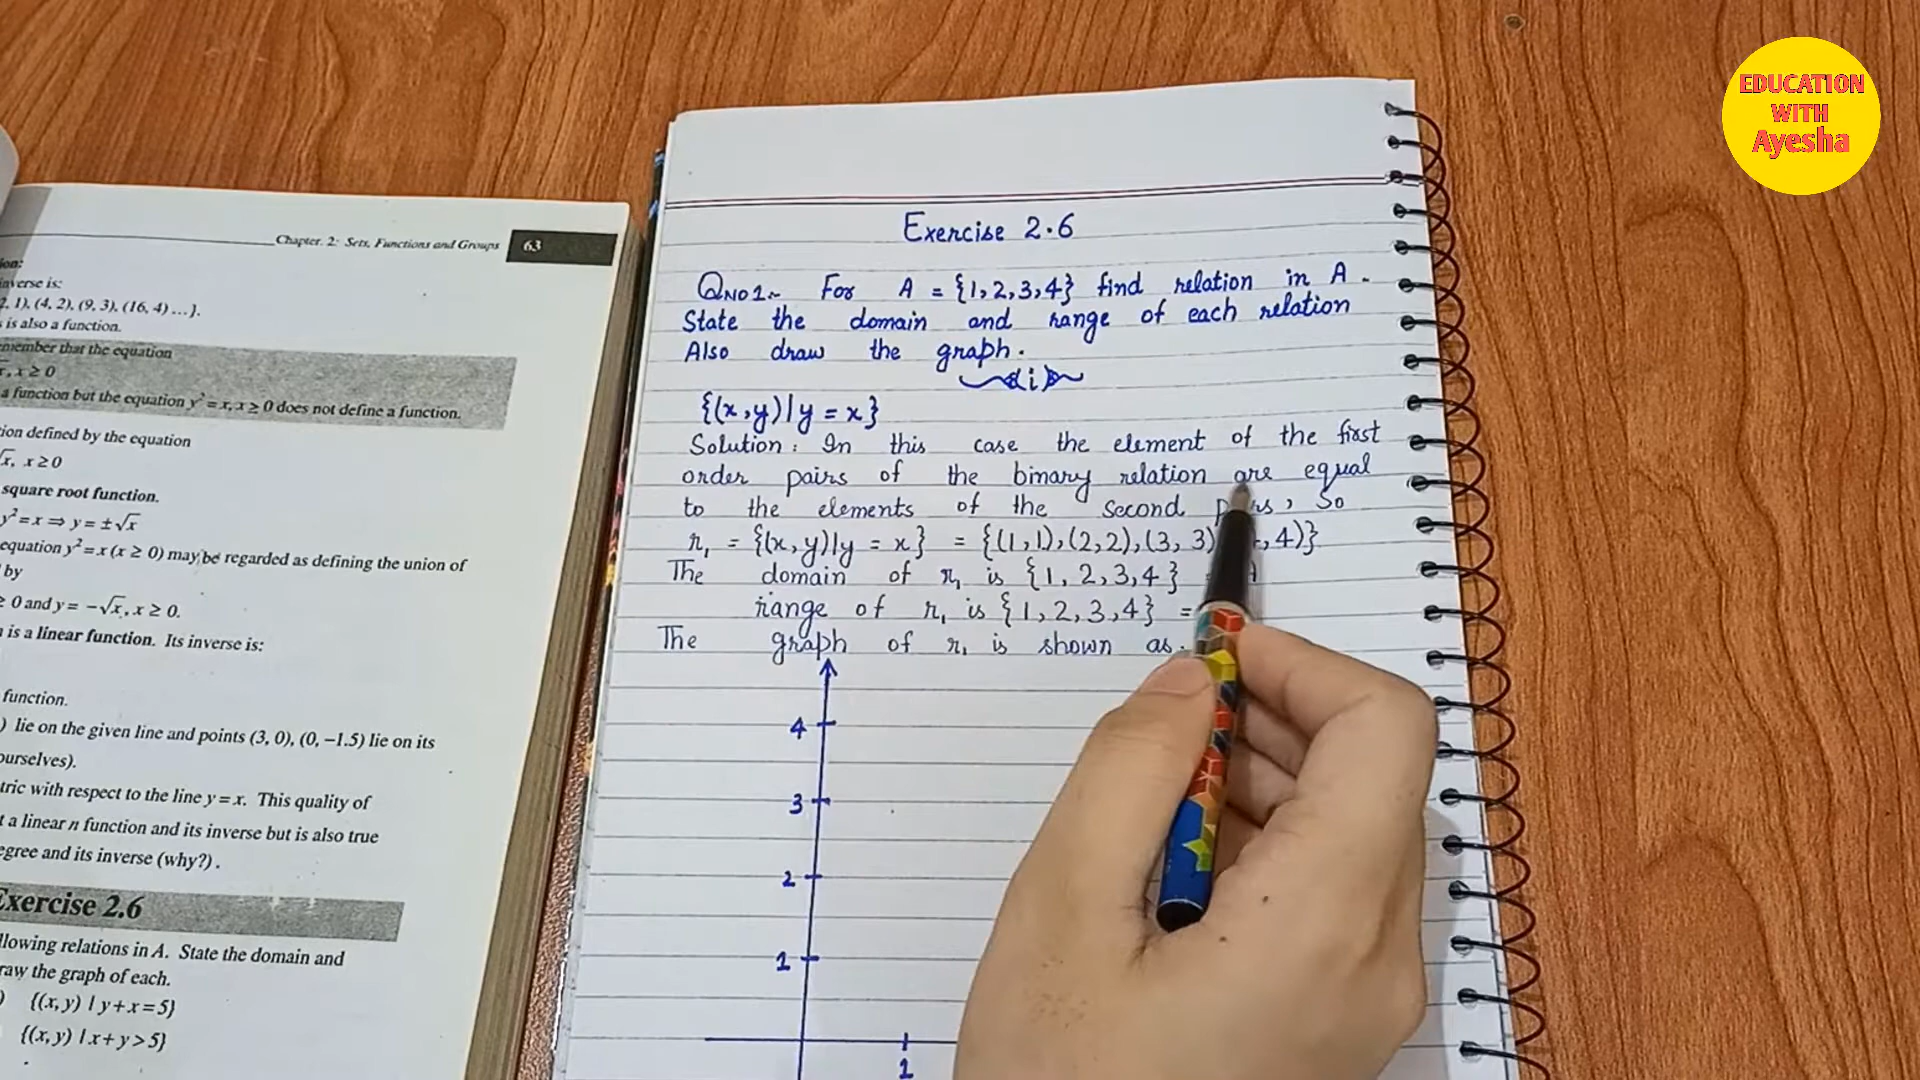 Chapter. 2: Sets, Functions and Groups 63
inverse is:
1), (4, 2), (9, 3), (16, 4) ...}.
is also a function.
member that the equation
x ≥ 0
a function but the equation y² = x, x ≥ 0 does not define a function.
defined by the equation
x ≥ 0
square root function.
y² = x ⇒ y = ±√x
equation y² = x (x ≥ 0) may be regarded as defining the union of
by
≥ 0 and y = −√x, x ≥ 0.
is a linear function. Its inverse is:
function.
) lie on the given line and points (3, 0), (0, −1.5) lie on its
ourselves).
tric with respect to the line y = x. This quality of
a linear n function and its inverse but is also true
egree and its inverse (why?).
Exercise 2.6
llowing relations in A. State the domain and
raw the graph of each.
) {(x, y) | y + x = 5}
{(x, y) | x + y > 5}
Exercise 2.6
QNO1~ For A = {1,2,3,4} find relation in A.
State the domain and range of each relation
Also draw the graph.
i
{(x,y)|y = x}
Solution: In this case the element of the first
order pairs of the binary relation are equal
to the elements of the second So
r₁ = {(x,y)|y = x} = {(1,1),(2,2),(3,3) ,4)}
The domain of r₁ is {1,2,3,4}
range of r₁ is {1,2,3,4} =
The graph of r₁ is shown as.
4
3
2
1
1
EDUCATION
WITH
Ayesha